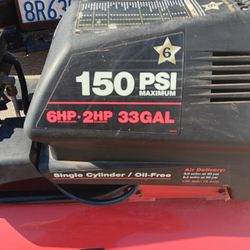 6
150 PSI
MAXIMUM
6HP·2HP 33GAL
Single Cylinder / Oil-Free
Air Delivery: